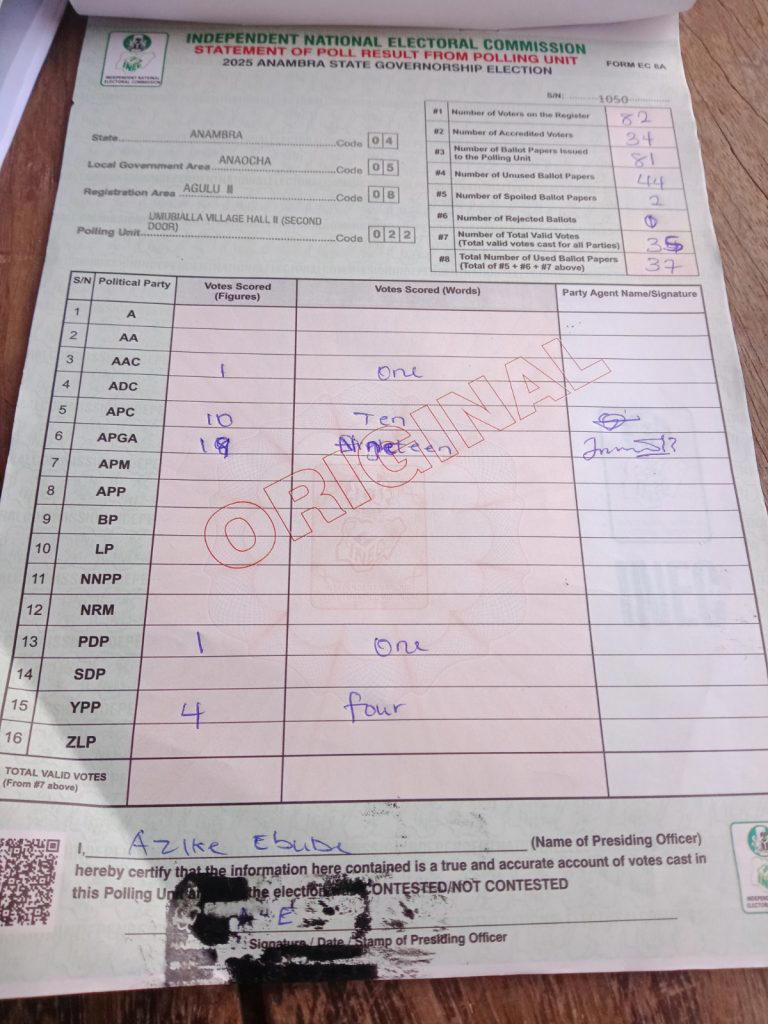 INDEPENDENT NATIONAL ELECTORAL COMMISSION
STATEMENT OF POLL RESULT FROM POLLING UNIT
2025 ANAMBRA STATE GOVERNORSHIP ELECTION
FORM EC 8A
INEC
INDEPENDENT NATIONAL
ELECTORAL COMMISSION
S/N: 1050
State ANAMBRA Code 0 4
Local Government Area ANAOCHA Code 0 5
Registration Area AGULU III Code 0 8
Polling Unit UMUBIALLA VILLAGE HALL II (SECOND DOOR) Code 0 2 2
#1 Number of Voters on the Register 82
#2 Number of Accredited Voters 34
#3 Number of Ballot Papers Issued to the Polling Unit 81
#4 Number of Unused Ballot Papers 44
#5 Number of Spoiled Ballot Papers 2
#6 Number of Rejected Ballots 0
#7 Number of Total Valid Votes (Total valid votes cast for all Parties) 35
#8 Total Number of Used Ballot Papers (Total of #5 + #6 + #7 above) 37
S/N Political Party Votes Scored (Figures) Votes Scored (Words) Party Agent Name/Signature
1 A
2 AA
3 AAC 1 One
4 ADC
5 APC 10 Ten
6 APGA 19 Nineteen
7 APM
8 APP
9 BP
10 LP
11 NNPP
12 NRM
13 PDP 1 One
14 SDP
15 YPP 4 four
16 ZLP
TOTAL VALID VOTES
(From #7 above)
ORIGINAL
I, Azike Ebube (Name of Presiding Officer)
hereby certify that the information here contained is a true and accurate account of votes cast in
this Polling Unit the election CONTESTED/NOT CONTESTED
A-E
Signature / Date / Stamp of Presiding Officer